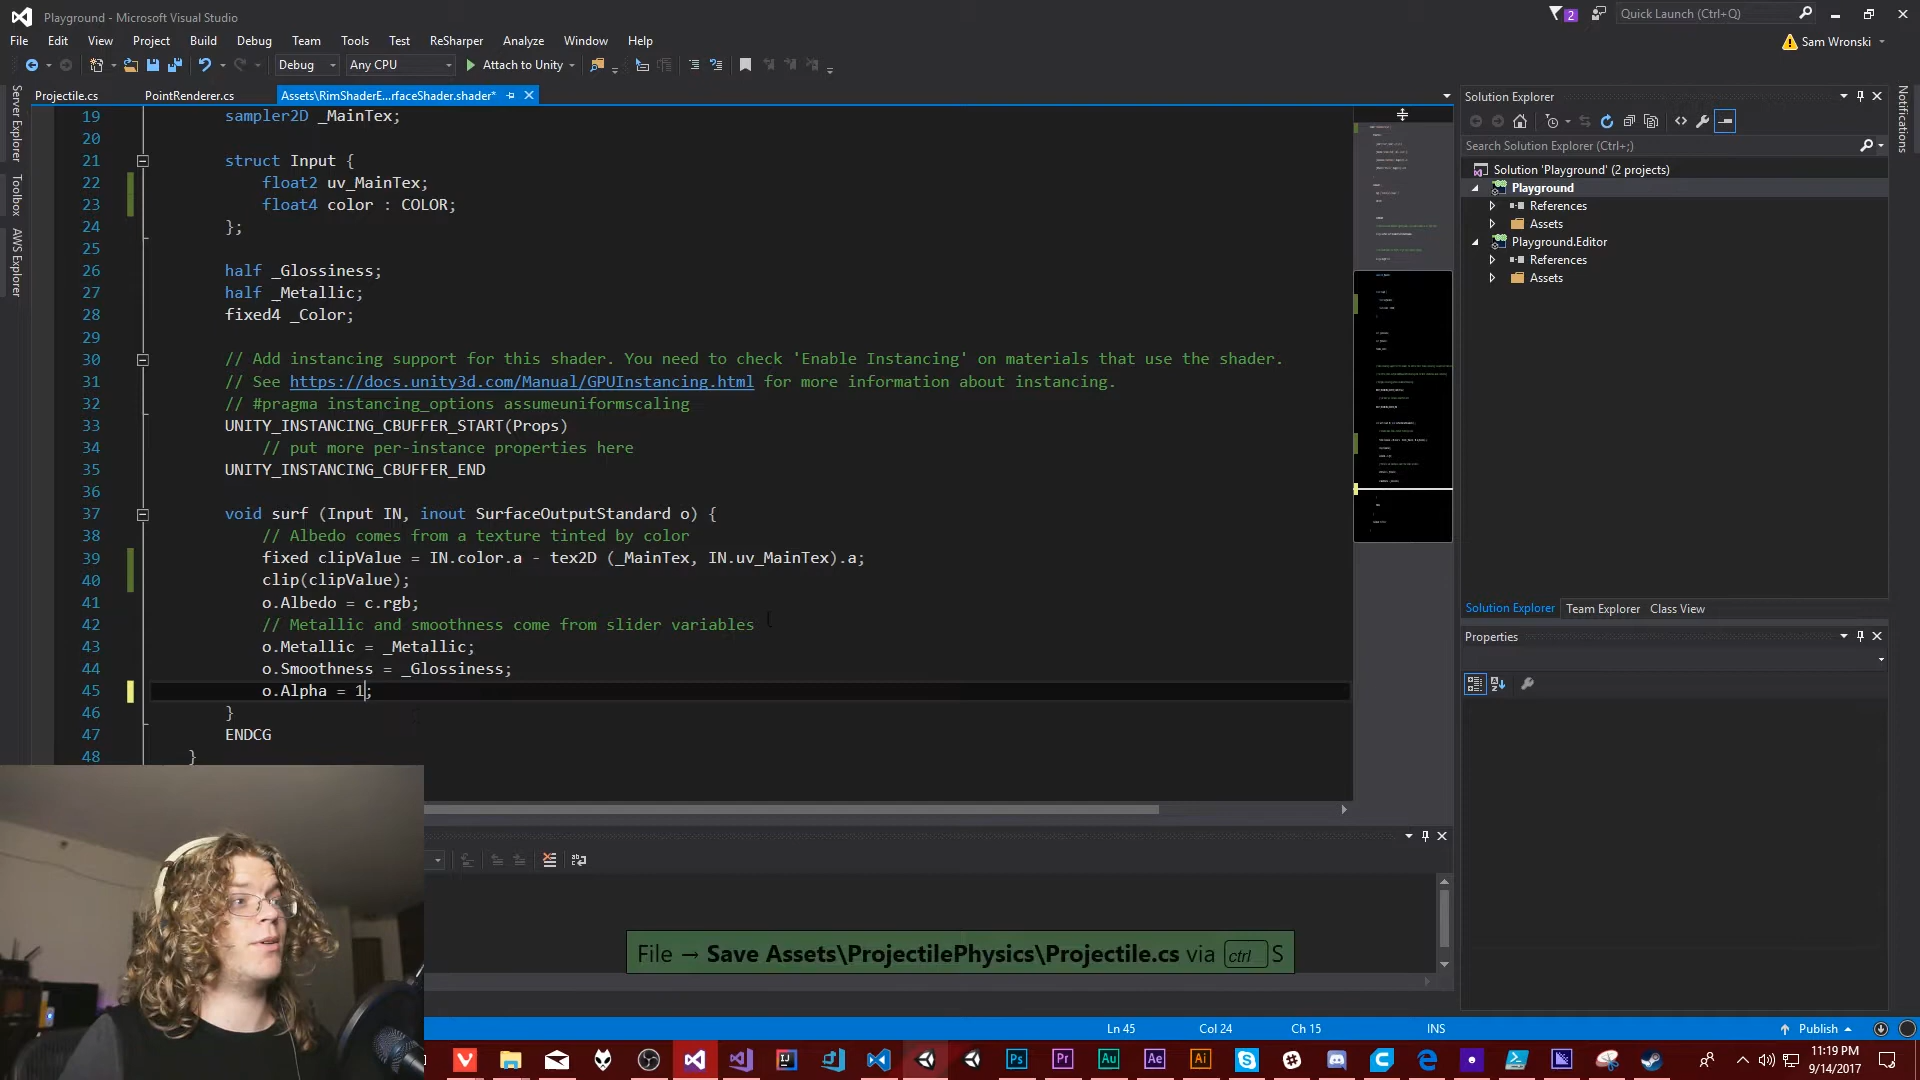 Playground - Microsoft Visual Studio
2
Quick Launch (Ctrl+Q)
File Edit View Project Build Debug Team Tools Test ReSharper Analyze Window Help
Sam Wronski
Debug Any CPU Attach to Unity
Server Explorer
Toolbox
AWS Explorer
Projectile.cs PointRenderer.cs Assets\RimShaderE...rfaceShader.shader*
19 sampler2D _MainTex;
20
21 struct Input {
22 float2 uv_MainTex;
23 float4 color : COLOR;
24 };
25
26 half _Glossiness;
27 half _Metallic;
28 fixed4 _Color;
29
30 // Add instancing support for this shader. You need to check 'Enable Instancing' on materials that use the shader.
31 // See https://docs.unity3d.com/Manual/GPUInstancing.html for more information about instancing.
32 // #pragma instancing_options assumeuniformscaling
33 UNITY_INSTANCING_CBUFFER_START(Props)
34 // put more per-instance properties here
35 UNITY_INSTANCING_CBUFFER_END
36
37 void surf (Input IN, inout SurfaceOutputStandard o) {
38 // Albedo comes from a texture tinted by color
39 fixed clipValue = IN.color.a - tex2D (_MainTex, IN.uv_MainTex).a;
40 clip(clipValue);
41 o.Albedo = c.rgb;
42 // Metallic and smoothness come from slider variables
43 o.Metallic = _Metallic;
44 o.Smoothness = _Glossiness;
45 o.Alpha = 1;
46 }
47 ENDCG
48 }
Solution Explorer
Search Solution Explorer (Ctrl+;)
Solution 'Playground' (2 projects)
Playground
References
Assets
Playground.Editor
References
Assets
Solution Explorer Team Explorer Class View
Properties
Notifications
File → Save Assets\ProjectilePhysics\Projectile.cs via ctrl S
Ln 45 Col 24 Ch 15 INS Publish
Ps Pr Au Ae Ai
11:19 PM
9/14/2017